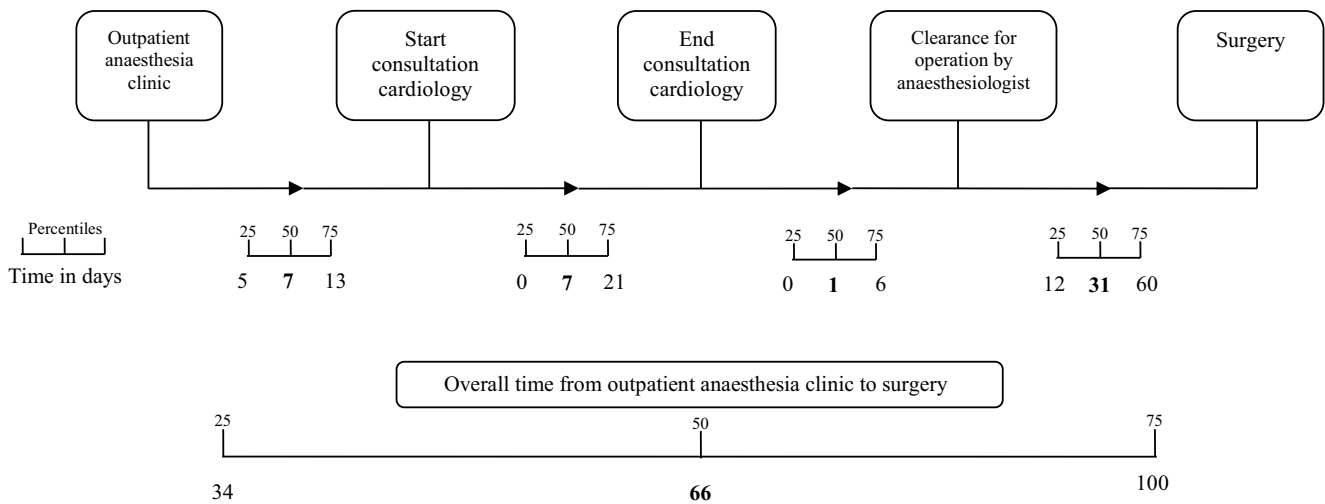 Outpatient
anaesthesia
clinic
Start
consultation
cardiology
End
consultation
cardiology
Clearance for
operation by
anaesthesiologist
Surgery
Percentiles
Time in days
25 50 75
5 7 13
25 50 75
0 7 21
25 50 75
0 1 6
25 50 75
12 31 60
Overall time from outpatient anaesthesia clinic to surgery
25 50 75
34 66 100